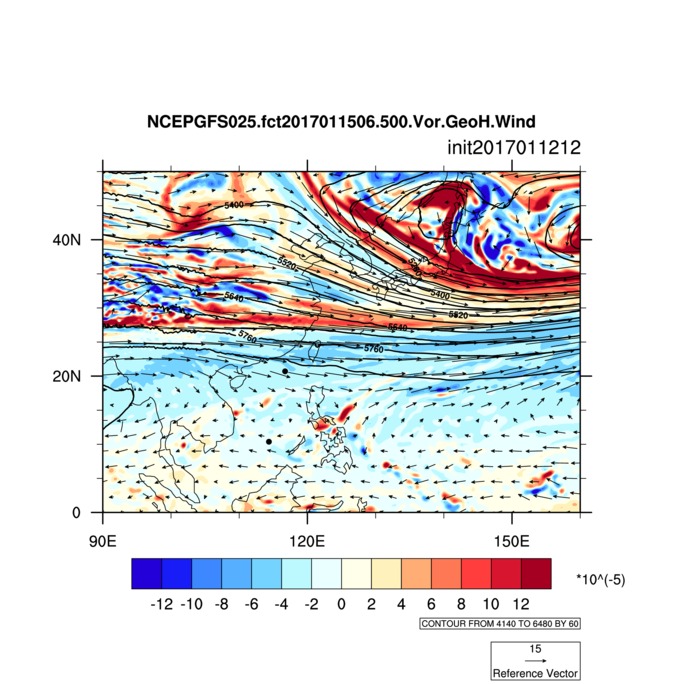 NCEPGFS025.fct2017011506.500.Vor.GeoH.Wind
init2017011212
5400
40N
5520
5400
5640
5520
5640
5760
5760
20N
0
90E 120E 150E
-12 -10 -8 -6 -4 -2 0 2 4 6 8 10 12
*10^(-5)
CONTOUR FROM 4140 TO 6480 BY 60
15
Reference Vector